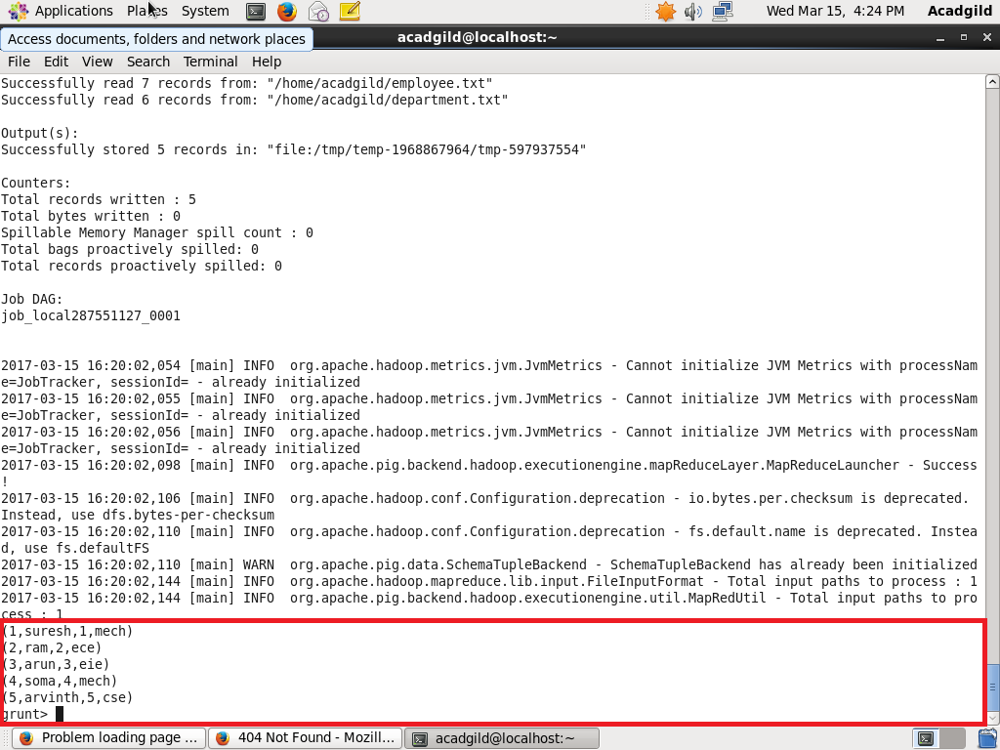 Applications Places System Wed Mar 15, 4:24 PM Acadgild
Access documents, folders and network places
acadgild@localhost:~
File Edit View Search Terminal Help
Successfully read 7 records from: "/home/acadgild/employee.txt"
Successfully read 6 records from: "/home/acadgild/department.txt"
Output(s):
Successfully stored 5 records in: "file:/tmp/temp-1968867964/tmp-597937554"
Counters:
Total records written : 5
Total bytes written : 0
Spillable Memory Manager spill count : 0
Total bags proactively spilled: 0
Total records proactively spilled: 0
Job DAG:
job_local287551127_0001
2017-03-15 16:20:02,054 [main] INFO  org.apache.hadoop.metrics.jvm.JvmMetrics - Cannot initialize JVM Metrics with processNam
e=JobTracker, sessionId= - already initialized
2017-03-15 16:20:02,055 [main] INFO  org.apache.hadoop.metrics.jvm.JvmMetrics - Cannot initialize JVM Metrics with processNam
e=JobTracker, sessionId= - already initialized
2017-03-15 16:20:02,056 [main] INFO  org.apache.hadoop.metrics.jvm.JvmMetrics - Cannot initialize JVM Metrics with processNam
e=JobTracker, sessionId= - already initialized
2017-03-15 16:20:02,098 [main] INFO  org.apache.pig.backend.hadoop.executionengine.mapReduceLayer.MapReduceLauncher - Success
!
2017-03-15 16:20:02,106 [main] INFO  org.apache.hadoop.conf.Configuration.deprecation - io.bytes.per.checksum is deprecated.
Instead, use dfs.bytes-per-checksum
2017-03-15 16:20:02,110 [main] INFO  org.apache.hadoop.conf.Configuration.deprecation - fs.default.name is deprecated. Instea
d, use fs.defaultFS
2017-03-15 16:20:02,110 [main] WARN  org.apache.pig.data.SchemaTupleBackend - SchemaTupleBackend has already been initialized
2017-03-15 16:20:02,144 [main] INFO  org.apache.hadoop.mapreduce.lib.input.FileInputFormat - Total input paths to process : 1
2017-03-15 16:20:02,144 [main] INFO  org.apache.pig.backend.hadoop.executionengine.util.MapRedUtil - Total input paths to pro
cess : 1
(1,suresh,1,mech)
(2,ram,2,ece)
(3,arun,3,eie)
(4,soma,4,mech)
(5,arvinth,5,cse)
grunt>
Problem loading page ... 404 Not Found - Mozill... acadgild@localhost:~